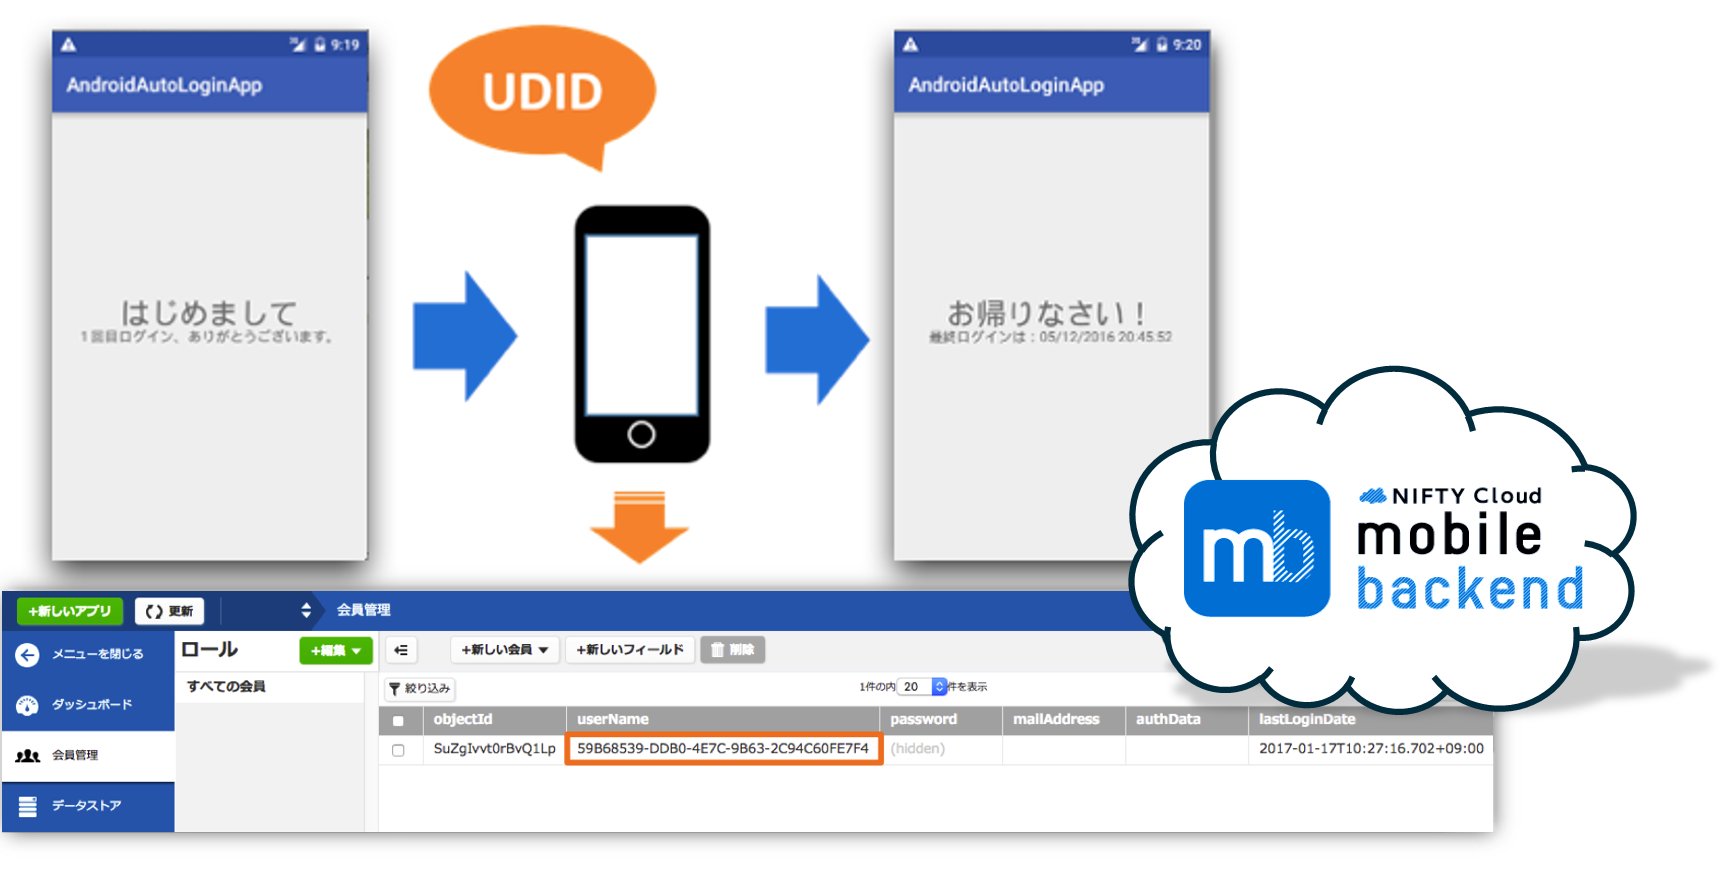 9:19
AndroidAutoLoginApp
はじめまして
1回目ログイン、ありがとうございます。
UDID
9:20
AndroidAutoLoginApp
お帰りなさい！
最終ログインは：05/12/2016 20:45:52
NIFTY Cloud
mobile
backend
mb
+新しいアプリ 更新 会員管理
メニューを閉じる
ダッシュボード
会員管理
データストア
ロール +編集
すべての会員
+新しい会員 +新しいフィールド 削除
絞り込み 1件の内 20 件を表示
objectId userName password mailAddress authData lastLoginDate
SuZgIvvt0rBvQ1Lp 59B68539-DDB0-4E7C-9B63-2C94C60FE7F4 (hidden) 2017-01-17T10:27:16.702+09:00